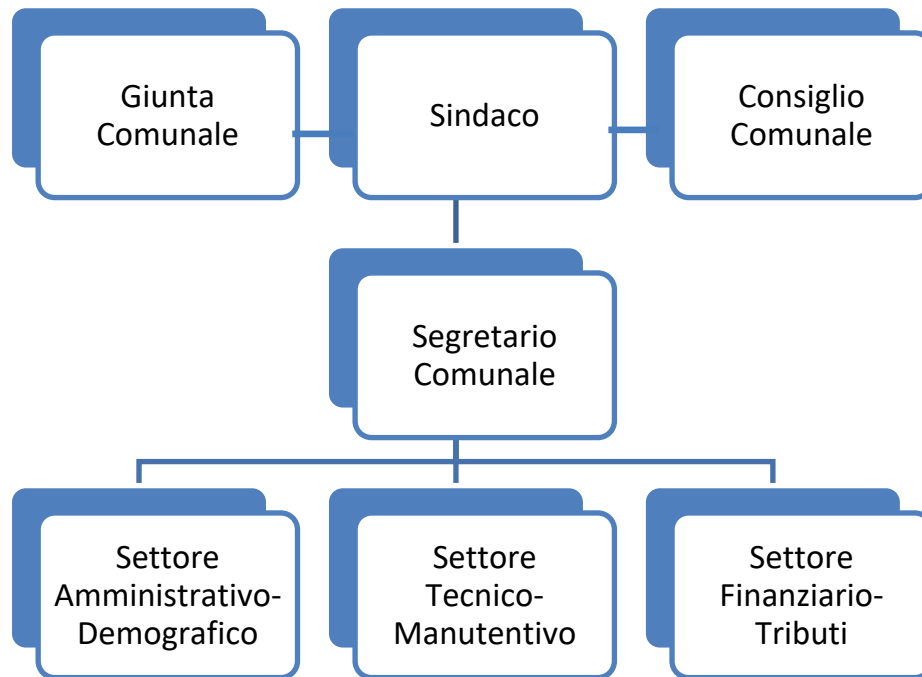 Giunta
Comunale
Sindaco
Consiglio
Comunale
Segretario
Comunale
Settore
Amministrativo-
Demografico
Settore
Tecnico-
Manutentivo
Settore
Finanziario-
Tributi